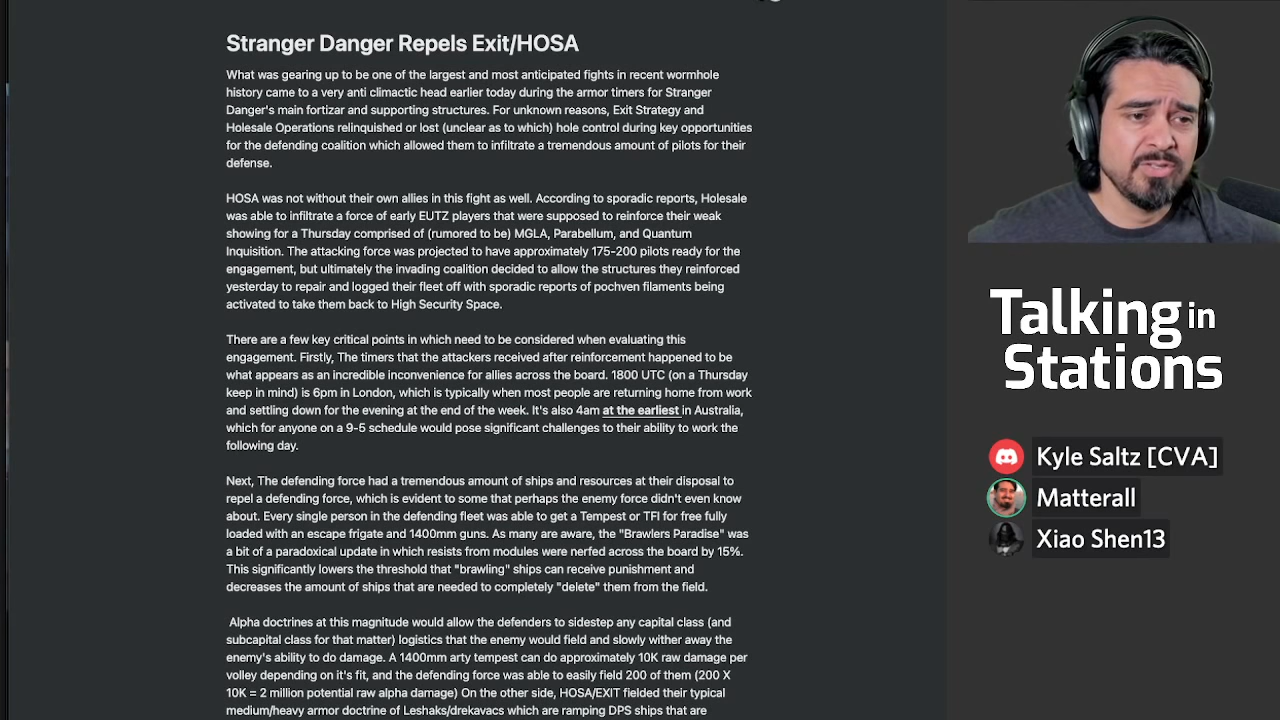 Stranger Danger Repels Exit/HOSA
What was gearing up to be one of the largest and most anticipated fights in recent wormhole
history came to a very anti climactic head earlier today during the armor timers for Stranger
Danger's main fortizar and supporting structures. For unknown reasons, Exit Strategy and
Holesale Operations relinquished or lost (unclear as to which) hole control during key opportunities
for the defending coalition which allowed them to infiltrate a tremendous amount of pilots for their
defense.
HOSA was not without their own allies in this fight as well. According to sporadic reports, Holesale
was able to infiltrate a force of early EUTZ players that were supposed to reinforce their weak
showing for a Thursday comprised of (rumored to be) MGLA, Parabellum, and Quantum
Inquisition. The attacking force was projected to have approximately 175-200 pilots ready for the
engagement, but ultimately the invading coalition decided to allow the structures they reinforced
yesterday to repair and logged their fleet off with sporadic reports of pochven filaments being
activated to take them back to High Security Space.
There are a few key critical points in which need to be considered when evaluating this
engagement. Firstly, The timers that the attackers received after reinforcement happened to be
what appears as an incredible inconvenience for allies across the board. 1800 UTC (on a Thursday
keep in mind) is 6pm in London, which is typically when most people are returning home from work
and settling down for the evening at the end of the week. It's also 4am at the earliest in Australia,
which for anyone on a 9-5 schedule would pose significant challenges to their ability to work the
following day.
Next, The defending force had a tremendous amount of ships and resources at their disposal to
repel a defending force, which is evident to some that perhaps the enemy force didn't even know
about. Every single person in the defending fleet was able to get a Tempest or TFI for free fully
loaded with an escape frigate and 1400mm guns. As many are aware, the "Brawlers Paradise" was
a bit of a paradoxical update in which resists from modules were nerfed across the board by 15%.
This significantly lowers the threshold that "brawling" ships can receive punishment and
decreases the amount of ships that are needed to completely "delete" them from the field.
Alpha doctrines at this magnitude would allow the defenders to sidestep any capital class (and
subcapital class for that matter) logistics that the enemy would field and slowly wither away the
enemy's ability to do damage. A 1400mm arty tempest can do approximately 10K raw damage per
volley depending on it's fit, and the defending force was able to easily field 200 of them (200 X
10K = 2 million potential raw alpha damage) On the other side, HOSA/EXIT fielded their typical
medium/heavy armor doctrine of Leshaks/drekavacs which are ramping DPS ships that are
Talking in
Stations
Kyle Saltz [CVA]
Matterall
Xiao Shen13